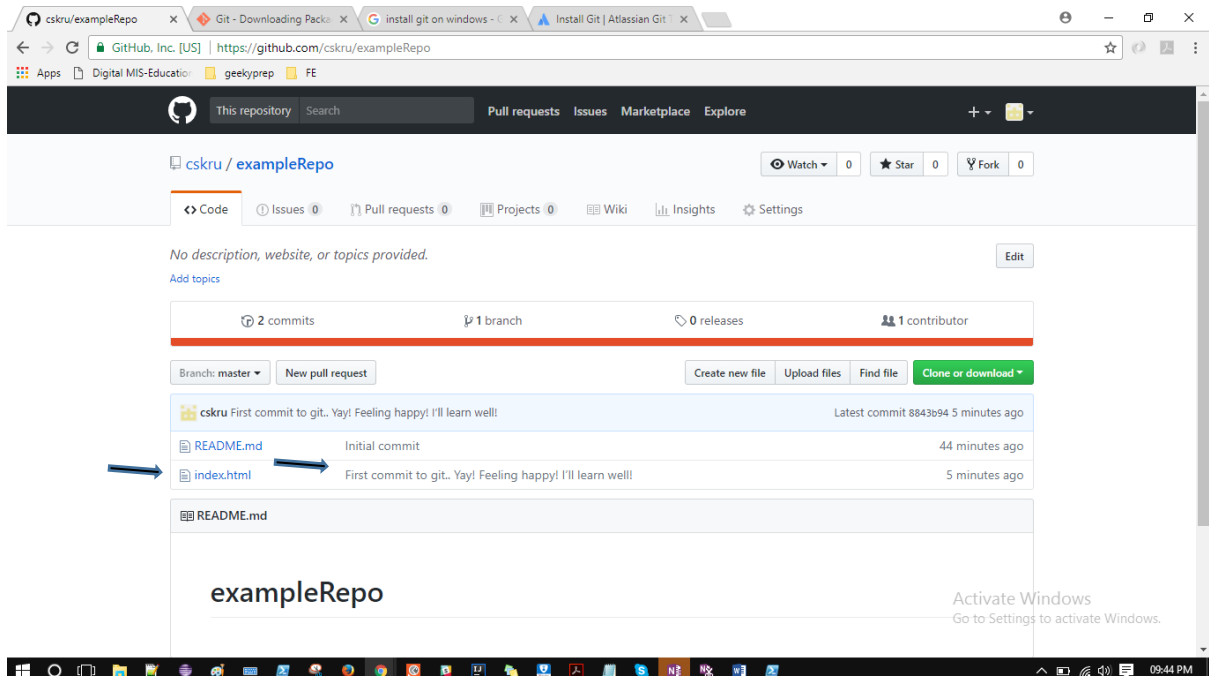 cskru/exampleRepo
Git - Downloading Packa
install git on windows - G
Install Git | Atlassian Git T
GitHub, Inc. [US] | https://github.com/cskru/exampleRepo
Apps Digital MIS-Education geekyprep FE
This repository Search Pull requests Issues Marketplace Explore
cskru / exampleRepo
Watch 0 Star 0 Fork 0
Code Issues 0 Pull requests 0 Projects 0 Wiki Insights Settings
No description, website, or topics provided.
Edit
Add topics
2 commits 1 branch 0 releases 1 contributor
Branch: master New pull request Create new file Upload files Find file Clone or download
cskru First commit to git.. Yay! Feeling happy! I'll learn well! Latest commit 8843b94 5 minutes ago
README.md Initial commit 44 minutes ago
index.html First commit to git.. Yay! Feeling happy! I'll learn well! 5 minutes ago
README.md
exampleRepo
Activate Windows
Go to Settings to activate Windows.
09:44 PM